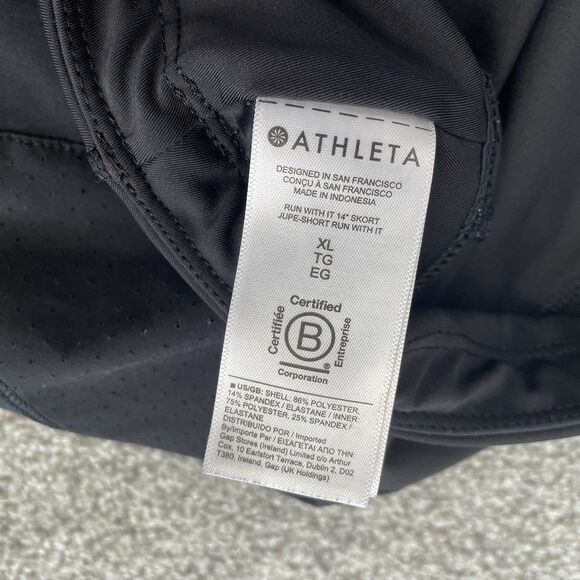 ATHLETA
DESIGNED IN SAN FRANCISCO
CONÇU À SAN FRANCISCO
MADE IN INDONESIA
RUN WITH IT 14" SKORT
JUPE-SHORT RUN WITH IT
XL
TG
EG
Certified
Certifiée
B
Entreprise
®
Corporation
■ US/GB: SHELL: 86% POLYESTER,
14% SPANDEX / ELASTANE / INNER:
75% POLYESTER, 25% SPANDEX /
ELASTANE
DISTRIBUIDO POR / Imported
By/Importe Par / ΕΙΣΑΓΕΤΑΙ ΑΠΟ ΤΗΝ:
Gap Stores (Ireland) Limited c/o Arthur
Cox, 10 Earlsfort Terrace, Dublin 2, D02
T380, Ireland, Gap (UK Holdings)